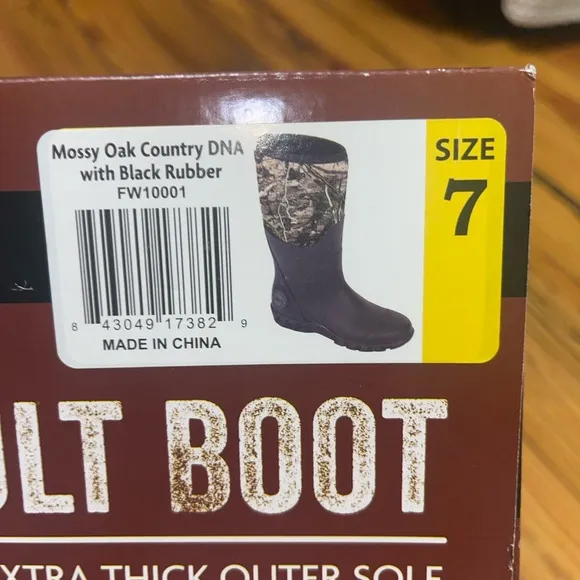 Mossy Oak Country DNA
with Black Rubber
FW10001
8 43049 17382 9
MADE IN CHINA
SIZE
7
ULT BOOT
XTRA THICK OUTER SOLE